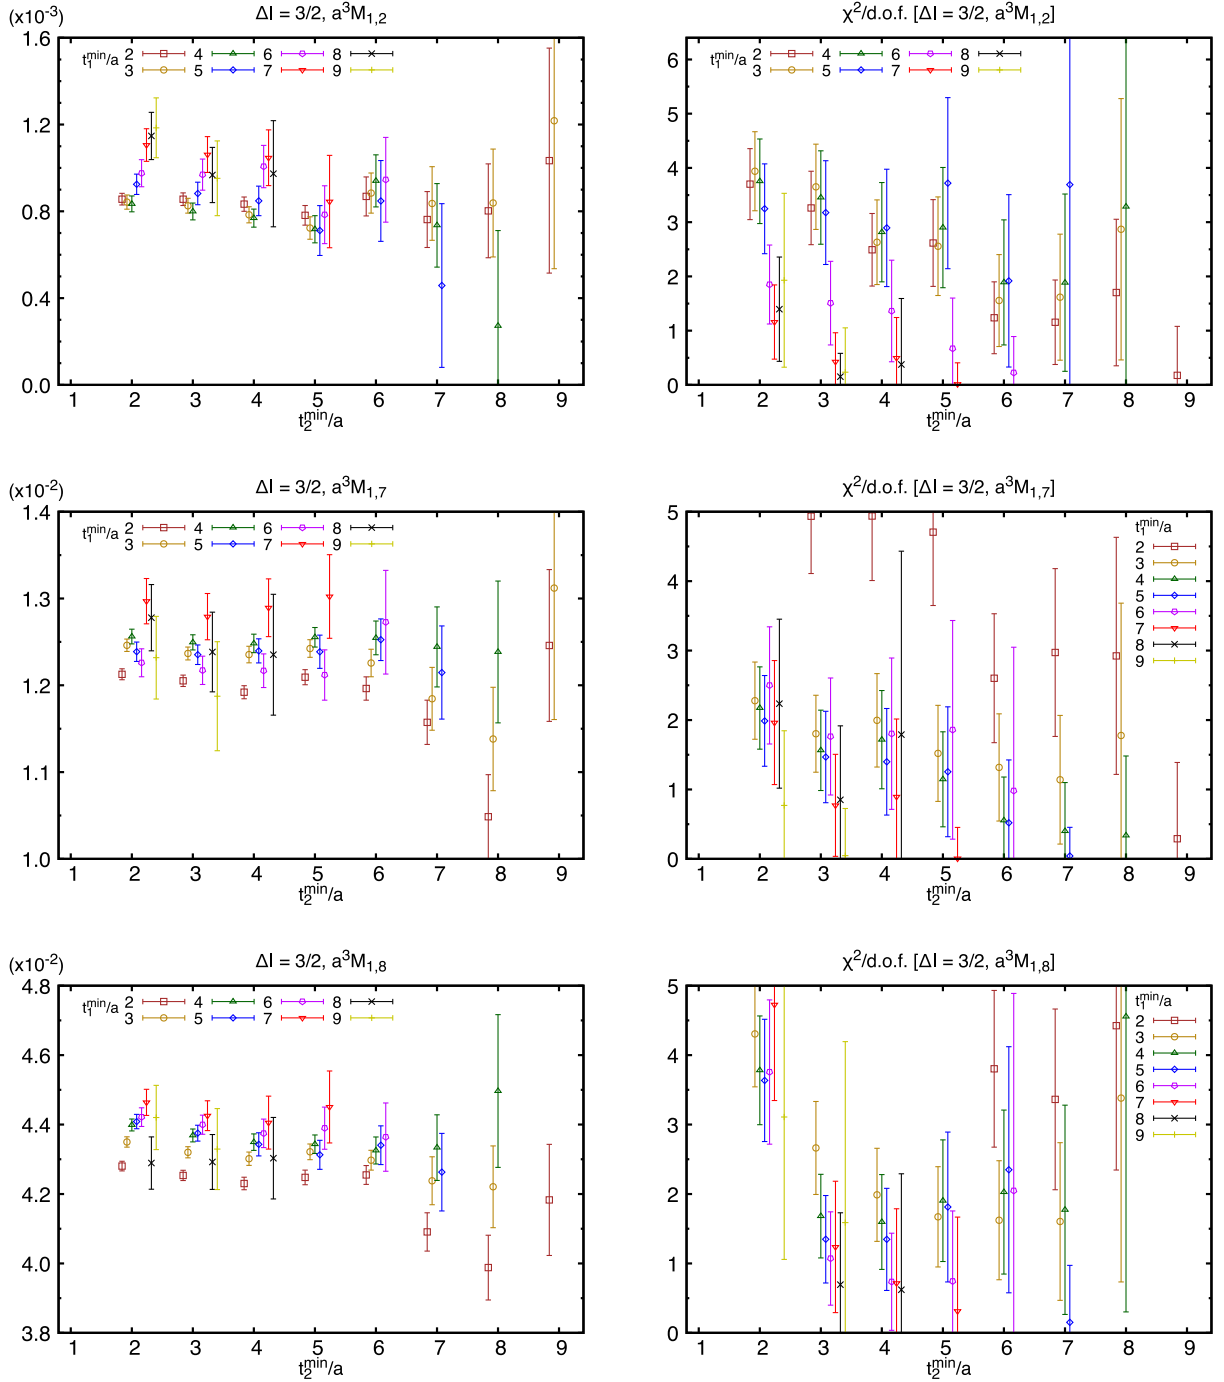 (x10⁻³) ΔI = 3/2, a³M₁,₂
1.6
1.2
0.8
0.4
0.0
t₁ᵐⁱⁿ/a 2 4 6 8
3 5 7 9
1 2 3 4 5 6 7 8 9
t₂ᵐⁱⁿ/a
χ²/d.o.f. [ΔI = 3/2, a³M₁,₂]
6
5
4
3
2
1
0
t₁ᵐⁱⁿ/a 2 4 6 8
3 5 7 9
1 2 3 4 5 6 7 8 9
t₂ᵐⁱⁿ/a
(x10⁻²) ΔI = 3/2, a³M₁,₇
1.4
1.3
1.2
1.1
1.0
t₁ᵐⁱⁿ/a 2 4 6 8
3 5 7 9
1 2 3 4 5 6 7 8 9
t₂ᵐⁱⁿ/a
χ²/d.o.f. [ΔI = 3/2, a³M₁,₇]
5
4
3
2
1
0
t₁ᵐⁱⁿ/a
2
3
4
5
6
7
8
9
1 2 3 4 5 6 7 8 9
t₂ᵐⁱⁿ/a
(x10⁻²) ΔI = 3/2, a³M₁,₈
4.8
4.6
4.4
4.2
4.0
3.8
t₁ᵐⁱⁿ/a 2 4 6 8
3 5 7 9
1 2 3 4 5 6 7 8 9
t₂ᵐⁱⁿ/a
χ²/d.o.f. [ΔI = 3/2, a³M₁,₈]
5
4
3
2
1
0
t₁ᵐⁱⁿ/a
2
3
4
5
6
7
8
9
1 2 3 4 5 6 7 8 9
t₂ᵐⁱⁿ/a